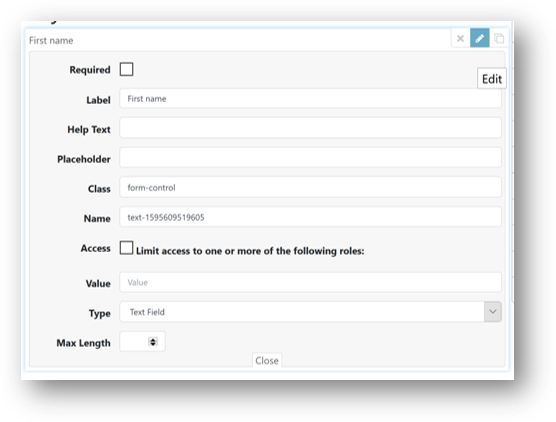 First name
Required
Edit
Label First name
Help Text
Placeholder
Class form-control
Name text-1595609519605
Access Limit access to one or more of the following roles:
Value Value
Type Text Field
Max Length
Close